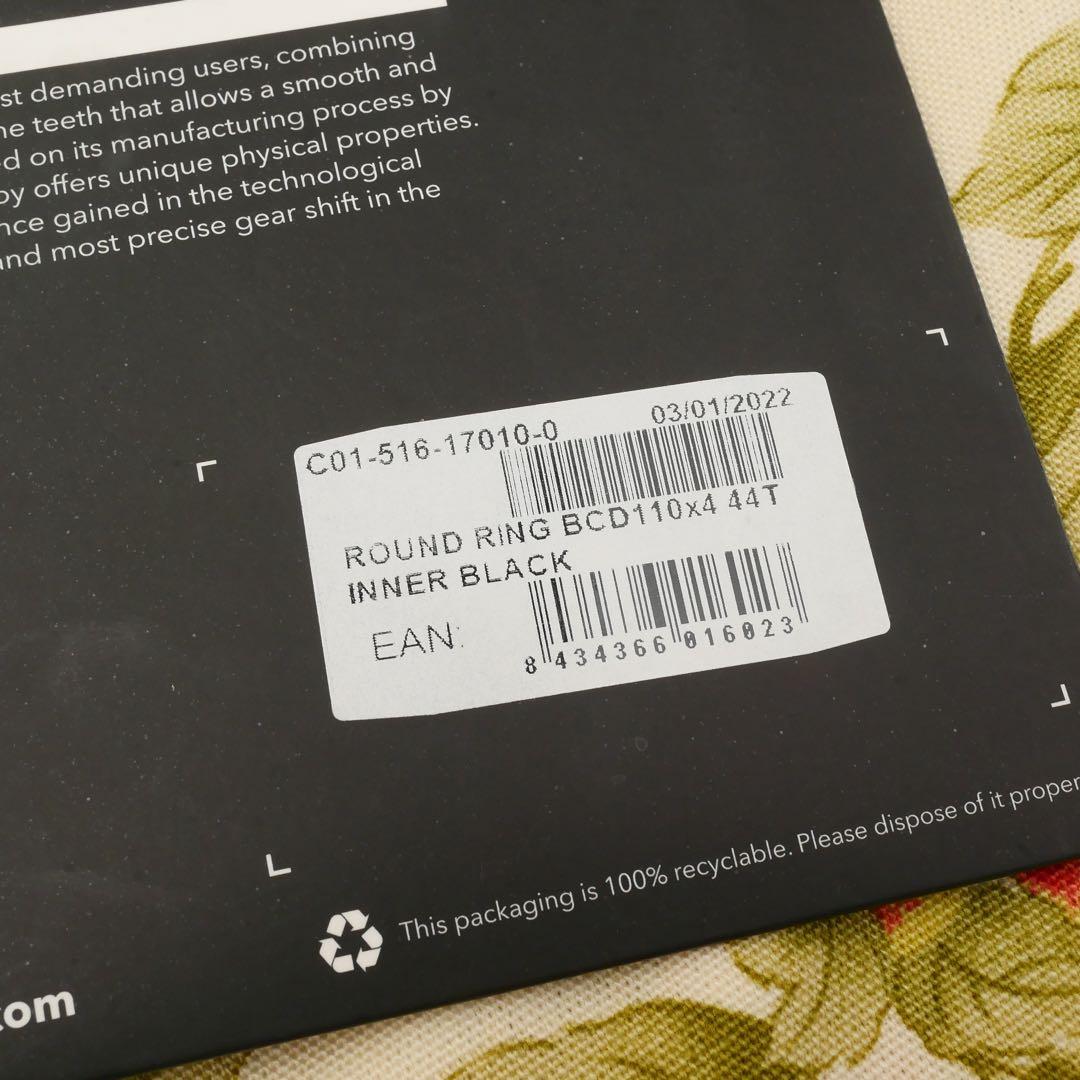 st demanding users, combining
he teeth that allows a smooth and
ed on its manufacturing process by
oy offers unique physical properties.
nce gained in the technological
and most precise gear shift in the
C01-516-17010-0 03/01/2022
ROUND RING BCD110x4 44T
INNER BLACK
EAN:
8 434366 016023
This packaging is 100% recyclable. Please dispose of it proper
.com